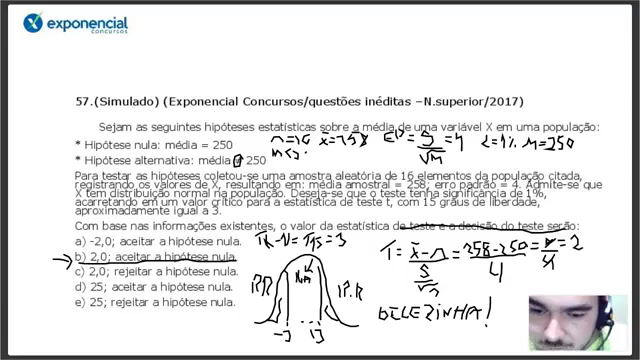 exponencial
concursos
57.(Simulado) (Exponencial Concursos/questões inéditas –N.superior/2017)
Sejam as seguintes hipóteses estatísticas sobre a média de uma variável X em uma população:
* Hipótese nula: média = 250
* Hipótese alternativa: média 250
Para testar as hipóteses coletou-se uma amostra aleatória de 16 elementos da população citada,
registrando os valores de X, resultando em: média amostral = 258; erro padrão = 4. Admite-se que
X tem distribuição normal na população. Deseja-se que o teste tenha significância de 1%,
acarretando em um valor crítico para a estatística de teste t, com 15 gráus de liberdade,
aproximadamente igual a 3.
Com base nas informações existentes, o valor da estatística de teste e a decisão do teste serão:
a) -2,0; aceitar a hipótese nula.
b) 2,0; aceitar a hipótese nula.
c) 2,0; rejeitar a hipótese nula.
d) 25; aceitar a hipótese nula.
e) 25; rejeitar a hipótese nula.
n=16 x̄=258 EP=S/√n=4 α=1% M=250
=3
T=x̄-M/S/√n=258-250/4= =2
R.R
-3
BELEZINHA!